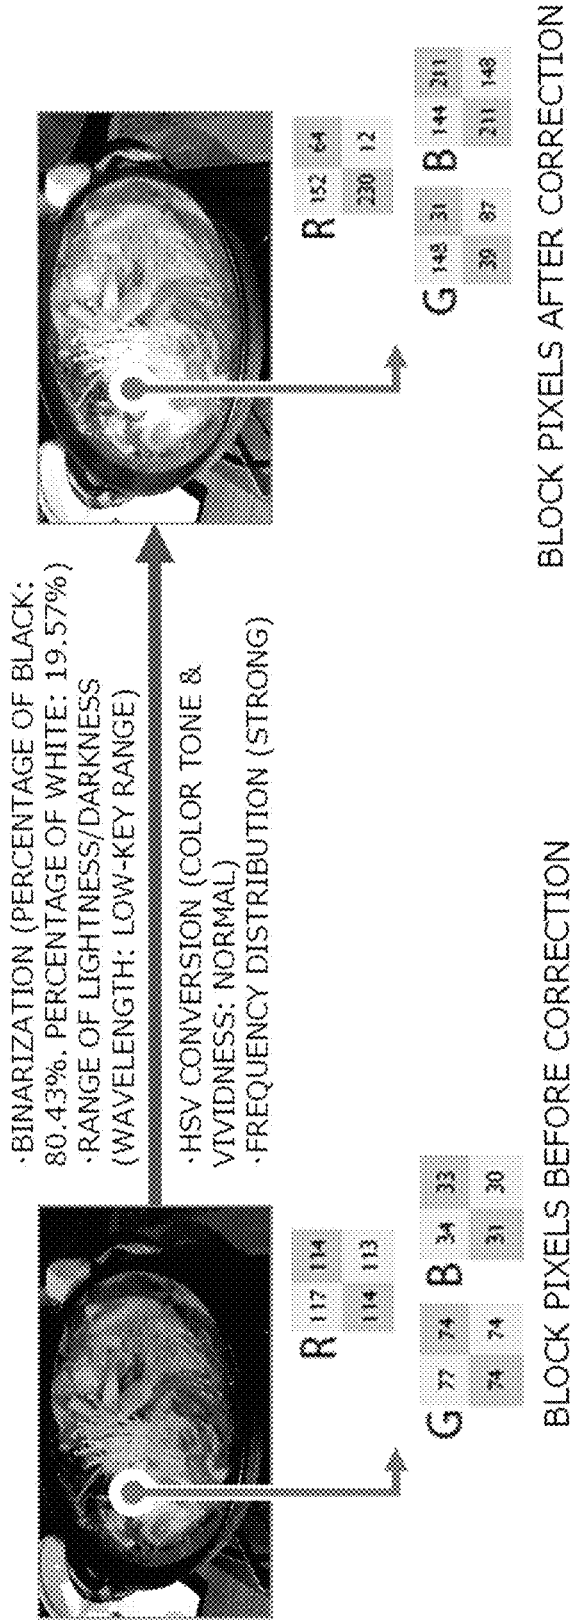 ·BINARIZATION (PERCENTAGE OF BLACK:
80.43%, PERCENTAGE OF WHITE: 19.57%)
·RANGE OF LIGHTNESS/DARKNESS
(WAVELENGTH: LOW-KEY RANGE)
·HSV CONVERSION (COLOR TONE &
VIVIDNESS: NORMAL)
·FREQUENCY DISTRIBUTION (STRONG)
R 117 114
114 113
G 77 74
74 74
B 34 33
31 30
BLOCK PIXELS BEFORE CORRECTION
R 152 64
230 12
G 148 31
39 87
B 144 211
211 148
BLOCK PIXELS AFTER CORRECTION